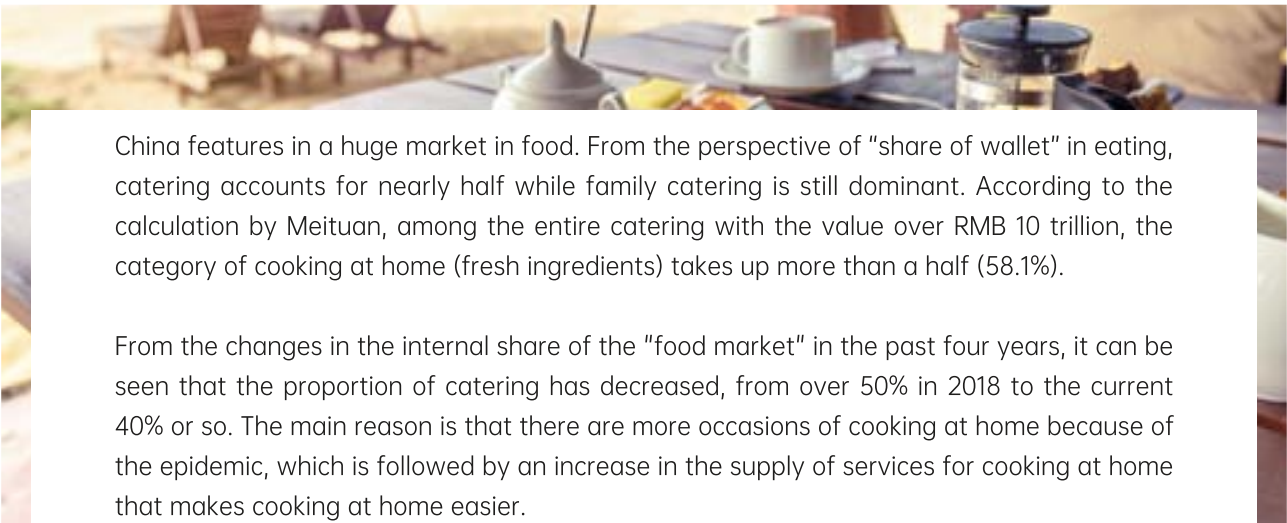 China features in a huge market in food. From the perspective of “share of wallet” in eating,
catering accounts for nearly half while family catering is still dominant. According to the
calculation by Meituan, among the entire catering with the value over RMB 10 trillion, the
category of cooking at home (fresh ingredients) takes up more than a half (58.1%).
From the changes in the internal share of the “food market” in the past four years, it can be
seen that the proportion of catering has decreased, from over 50% in 2018 to the current
40% or so. The main reason is that there are more occasions of cooking at home because of
the epidemic, which is followed by an increase in the supply of services for cooking at home
that makes cooking at home easier.